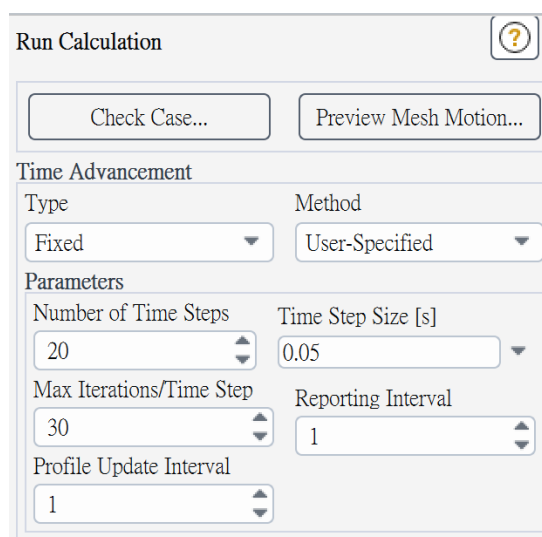 Run Calculation
?
Check Case... Preview Mesh Motion...
Time Advancement
Type Method
Fixed User-Specified
Parameters
Number of Time Steps Time Step Size [s]
20 0.05
Max Iterations/Time Step Reporting Interval
30 1
Profile Update Interval
1